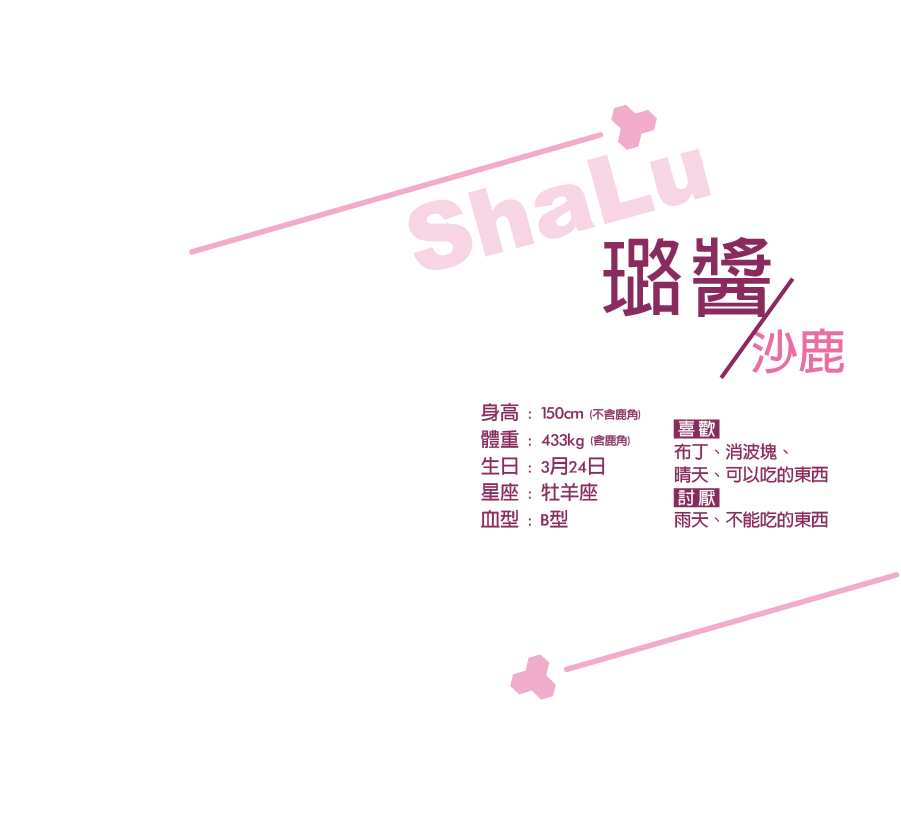 ShaLu
璐醬
沙鹿
身高：150cm (不含鹿角)
體重：433kg (含鹿角)
生日：3月24日
星座：牡羊座
血型：B型
喜歡
布丁、消波塊、
晴天、可以吃的東西
討厭
雨天、不能吃的東西